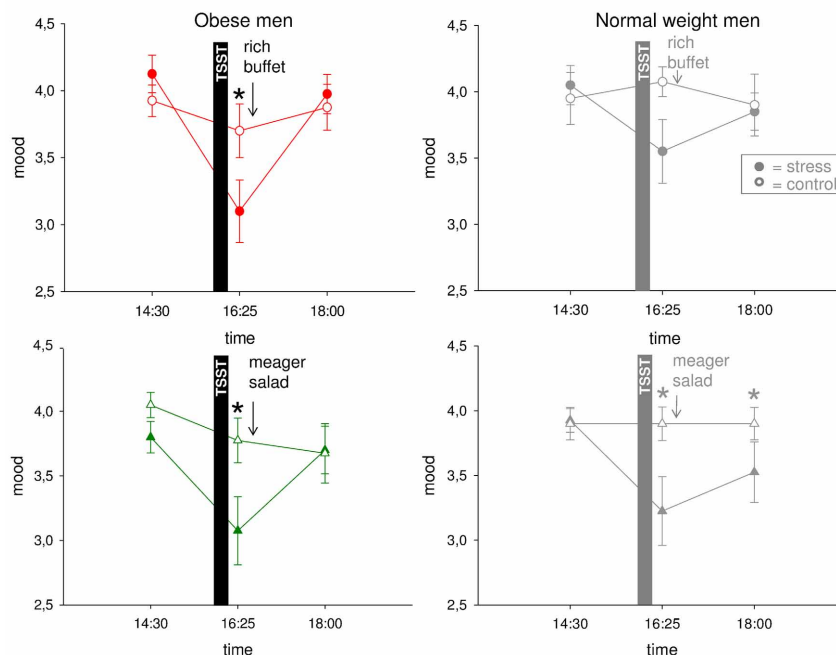 Obese men
4,5
4,0
3,5
3,0
2,5
mood
TSST
rich
buffet
*
14:30
16:25
18:00
time
Normal weight men
4,5
4,0
3,5
3,0
2,5
mood
TSST
rich
buffet
= stress
= control
14:30
16:25
18:00
time
4,5
4,0
3,5
3,0
2,5
mood
TSST
meager
salad
*
14:30
16:25
18:00
time
4,5
4,0
3,5
3,0
2,5
mood
TSST
meager
salad
*
*
14:30
16:25
18:00
time